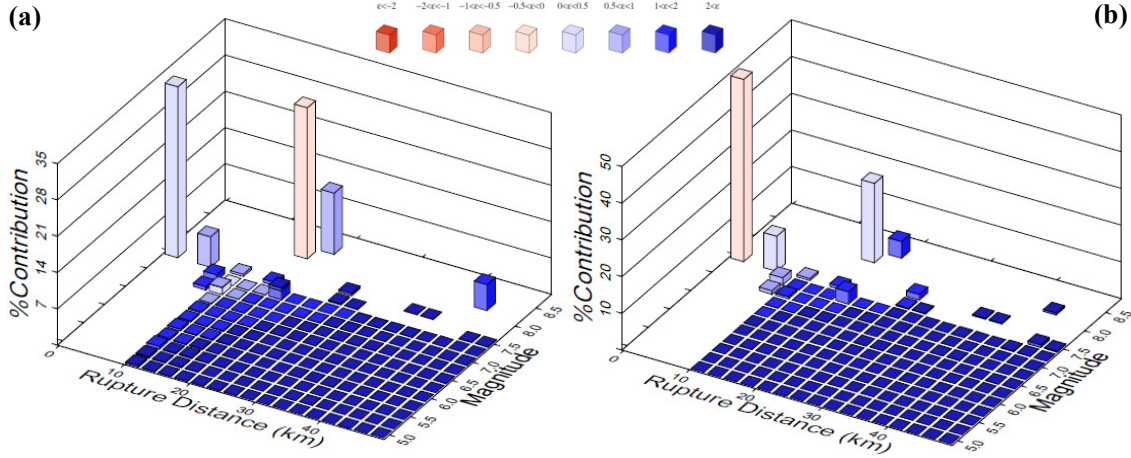 (a)
ε<-2
-2<ε<-1
-1<ε<-0.5
-0.5<ε<0
0<ε<0.5
0.5<ε<1
1<ε<2
2<ε
(b)
%Contribution
35
28
21
14
7
0
10
20
30
40
Rupture Distance (km)
5.0
5.5
6.0
6.5
7.0
7.5
8.0
8.5
Magnitude
%Contribution
50
40
30
20
10
0
10
20
30
40
Rupture Distance (km)
5.0
5.5
6.0
6.5
7.0
7.5
8.0
8.5
Magnitude